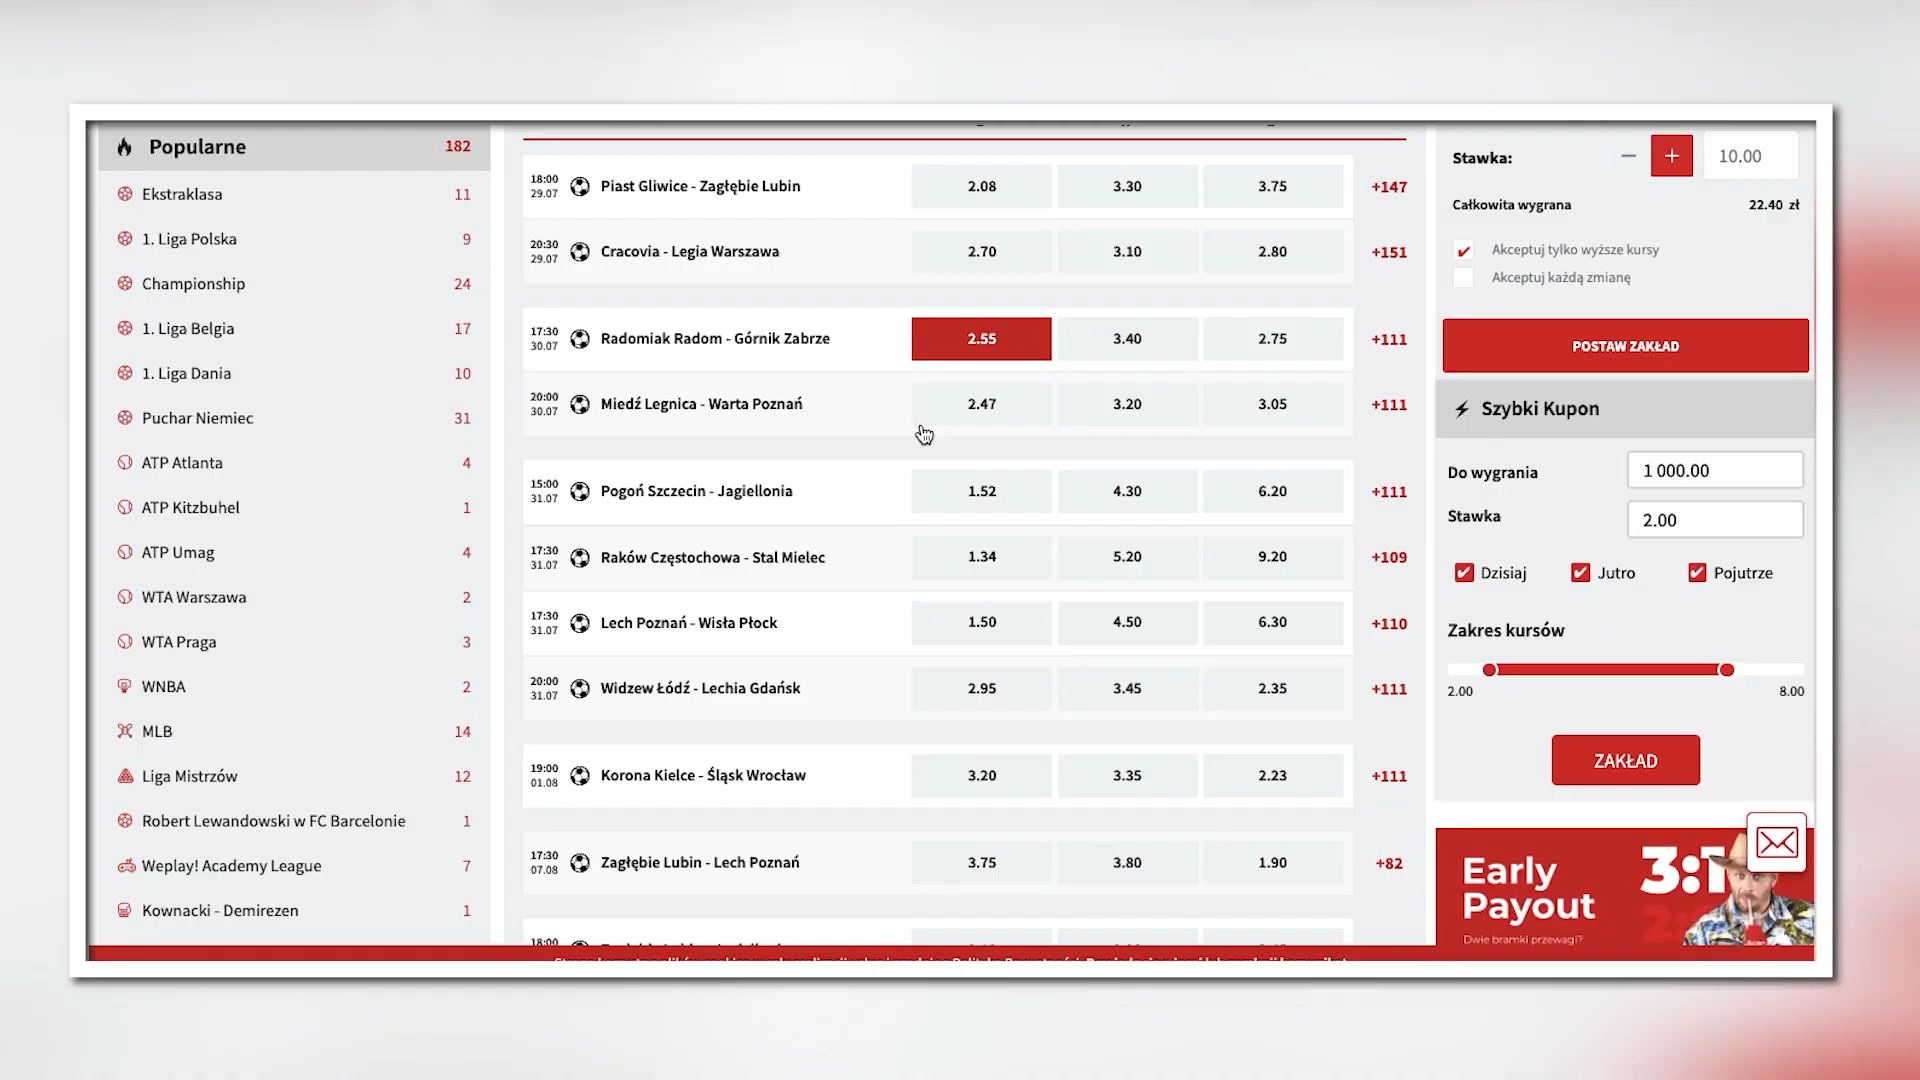 Popularne 182
Ekstraklasa 11
1. Liga Polska 9
Championship 24
1. Liga Belgia 17
1. Liga Dania 10
Puchar Niemiec 31
ATP Atlanta 4
ATP Kitzbuhel 1
ATP Umag 4
WTA Warszawa 2
WTA Praga 3
WNBA 2
MLB 14
Liga Mistrzów 12
Robert Lewandowski w FC Barcelonie 1
Weplay! Academy League 7
Kownacki - Demirezen 1
18:00 29.07 Piast Gliwice - Zagłębie Lubin 2.08 3.30 3.75 +147
20:30 29.07 Cracovia - Legia Warszawa 2.70 3.10 2.80 +151
17:30 30.07 Radomiak Radom - Górnik Zabrze 2.55 3.40 2.75 +111
20:00 30.07 Miedź Legnica - Warta Poznań 2.47 3.20 3.05 +111
15:00 31.07 Pogoń Szczecin - Jagiellonia 1.52 4.30 6.20 +111
17:30 31.07 Raków Częstochowa - Stal Mielec 1.34 5.20 9.20 +109
17:30 31.07 Lech Poznań - Wisła Płock 1.50 4.50 6.30 +110
20:00 31.07 Widzew Łódź - Lechia Gdańsk 2.95 3.45 2.35 +111
19:00 01.08 Korona Kielce - Śląsk Wrocław 3.20 3.35 2.23 +111
17:30 07.08 Zagłębie Lubin - Lech Poznań 3.75 3.80 1.90 +82
18:00
Stawka: − + 10.00
Całkowita wygrana 22.40 zł
Akceptuj tylko wyższe kursy
Akceptuj każdą zmianę
POSTAW ZAKŁAD
Szybki Kupon
Do wygrania 1 000.00
Stawka 2.00
Dzisiaj Jutro Pojutrze
Zakres kursów
2.00 8.00
ZAKŁAD
Early
Payout
Dwie bramki przewagi?
3:1